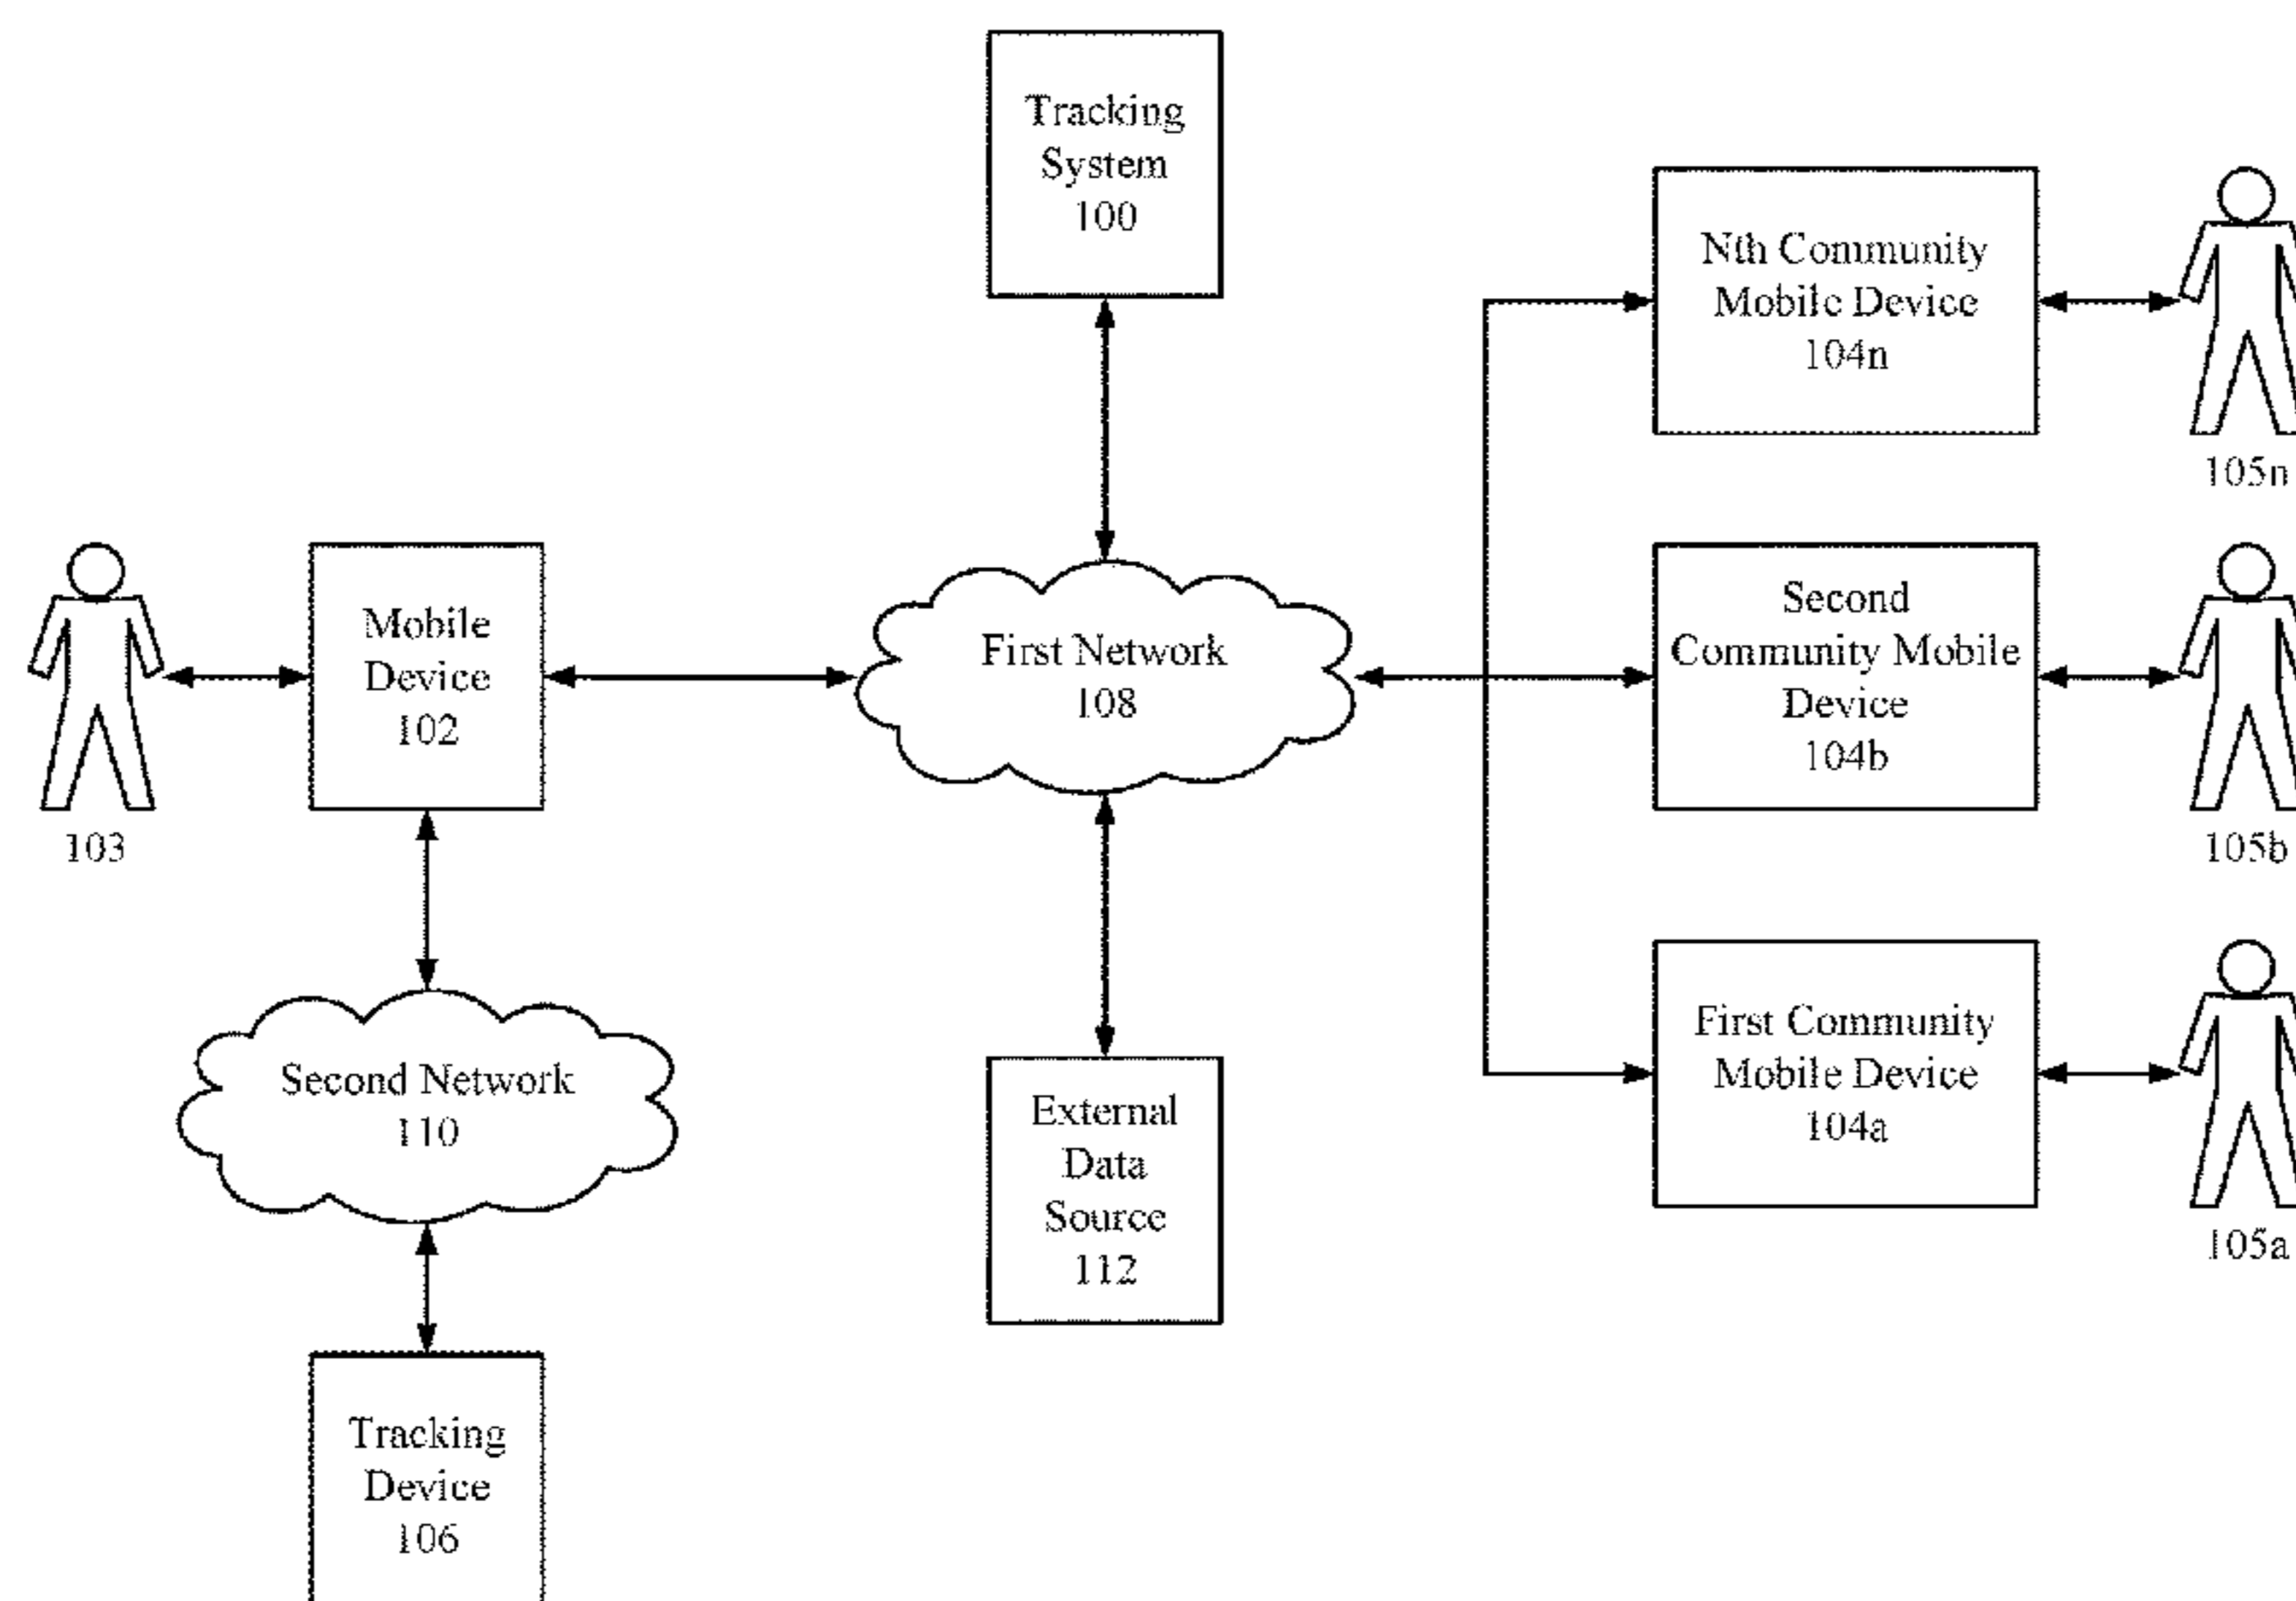 Tracking
System
100
Nth Community
Mobile Device
104n
105n
Mobile
Device
102
103
First Network
108
Second
Community Mobile
Device
104b
105b
Second Network
110
External
Data
Source
112
First Community
Mobile Device
104a
105a
Tracking
Device
106